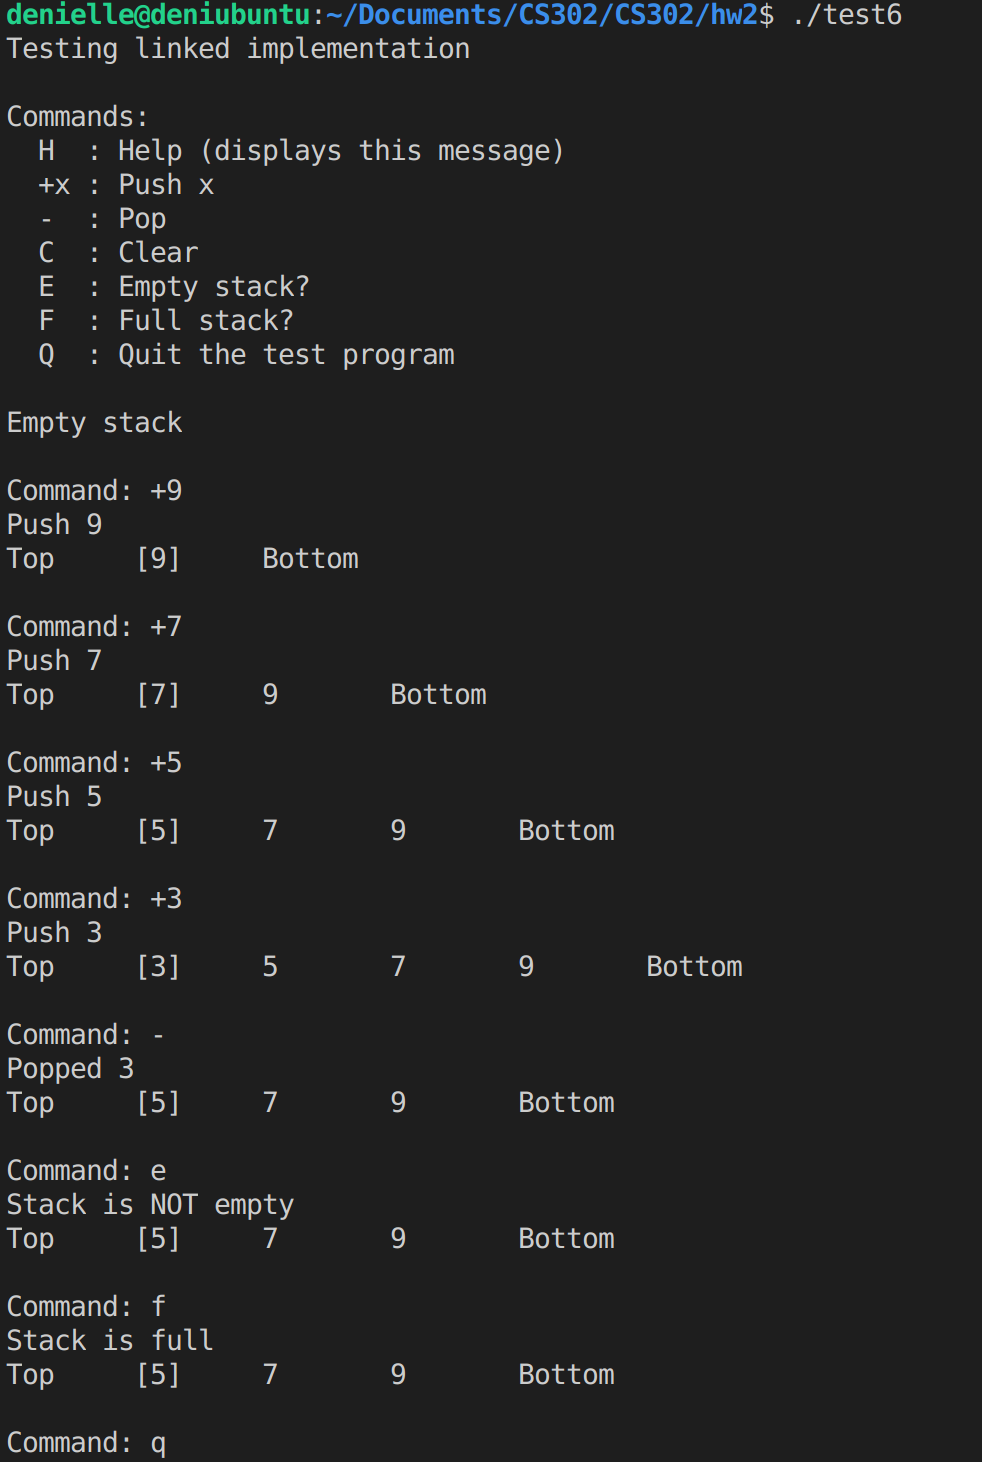 denielle@deniubuntu:~/Documents/CS302/CS302/hw2$ ./test6
Testing linked implementation

Commands:
  H  : Help (displays this message)
  +x : Push x
  -  : Pop
  C  : Clear
  E  : Empty stack?
  F  : Full stack?
  Q  : Quit the test program

Empty stack

Command: +9
Push 9
Top     [9]     Bottom

Command: +7
Push 7
Top     [7]     9       Bottom

Command: +5
Push 5
Top     [5]     7       9       Bottom

Command: +3
Push 3
Top     [3]     5       7       9       Bottom

Command: -
Popped 3
Top     [5]     7       9       Bottom

Command: e
Stack is NOT empty
Top     [5]     7       9       Bottom

Command: f
Stack is full
Top     [5]     7       9       Bottom

Command: q